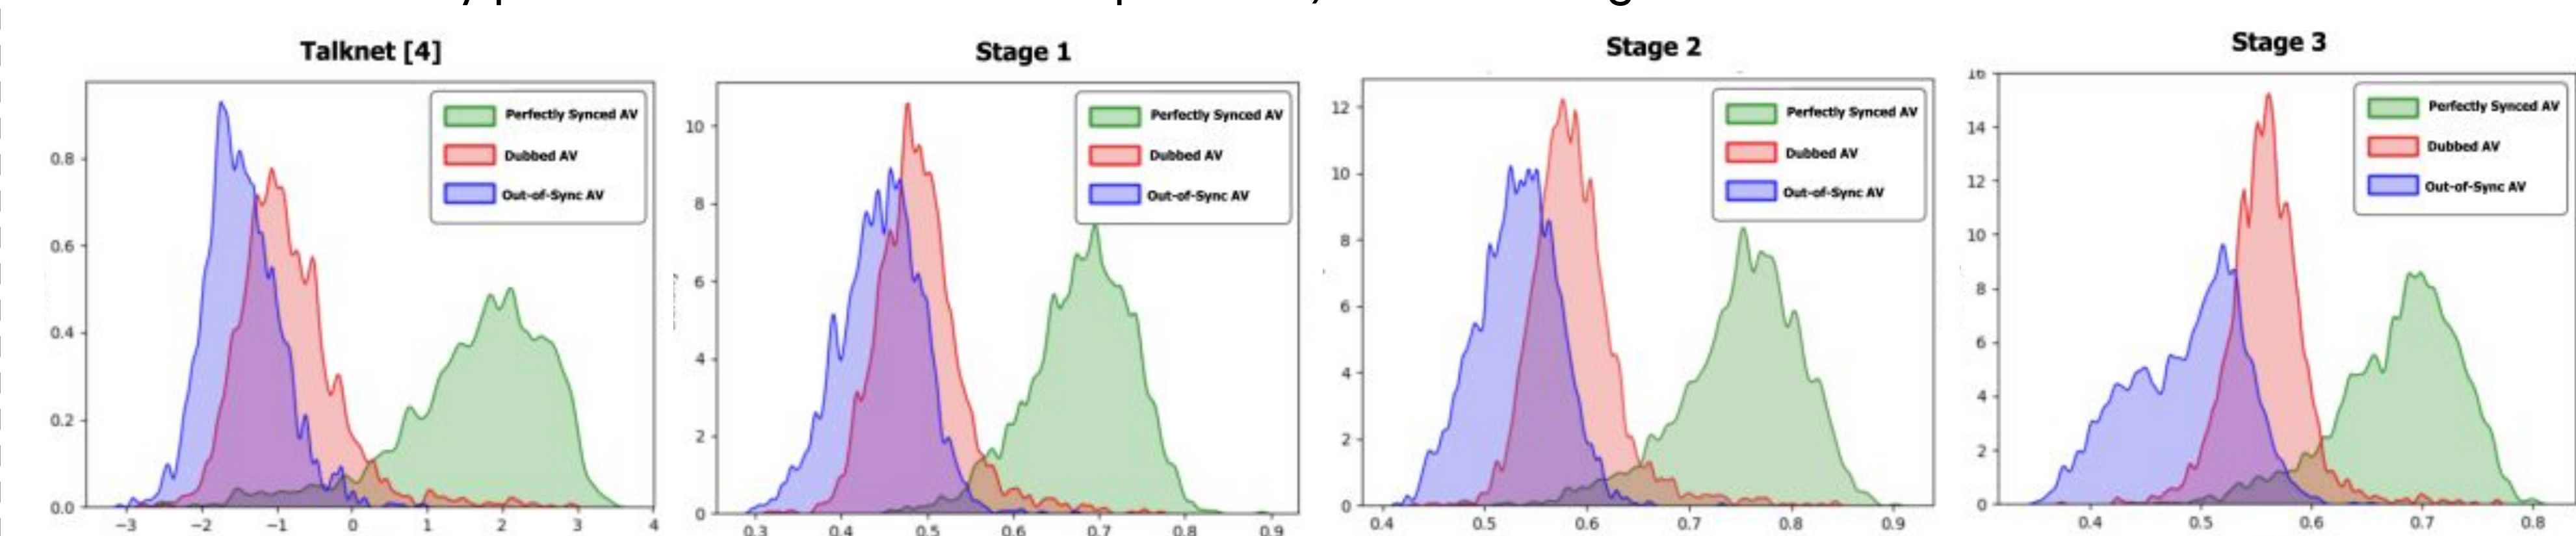 Talknet [4]
Perfectly Synced AV
Dubbed AV
Out-of-Sync AV
0.8
0.6
0.4
0.2
0.0
−3 −2 −1 0 1 2 3 4
Stage 1
Perfectly Synced AV
Dubbed AV
Out-of-Sync AV
10
8
6
4
2
0
0.3 0.4 0.5 0.6 0.7 0.8 0.9
Stage 2
Perfectly Synced AV
Dubbed AV
Out-of-Sync AV
12
10
8
6
4
2
0
0.4 0.5 0.6 0.7 0.8 0.9
Stage 3
Perfectly Synced AV
Dubbed AV
Out-of-Sync AV
16
14
12
10
8
6
4
2
0
0.4 0.5 0.6 0.7 0.8